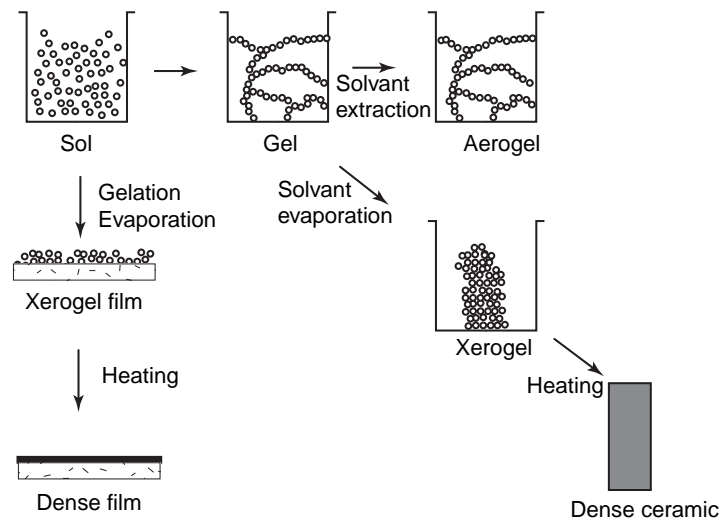 Sol
Gel
Solvant
extraction
Aerogel
Gelation
Evaporation
Solvant
evaporation
Xerogel film
Xerogel
Heating
Heating
Dense film
Dense ceramic